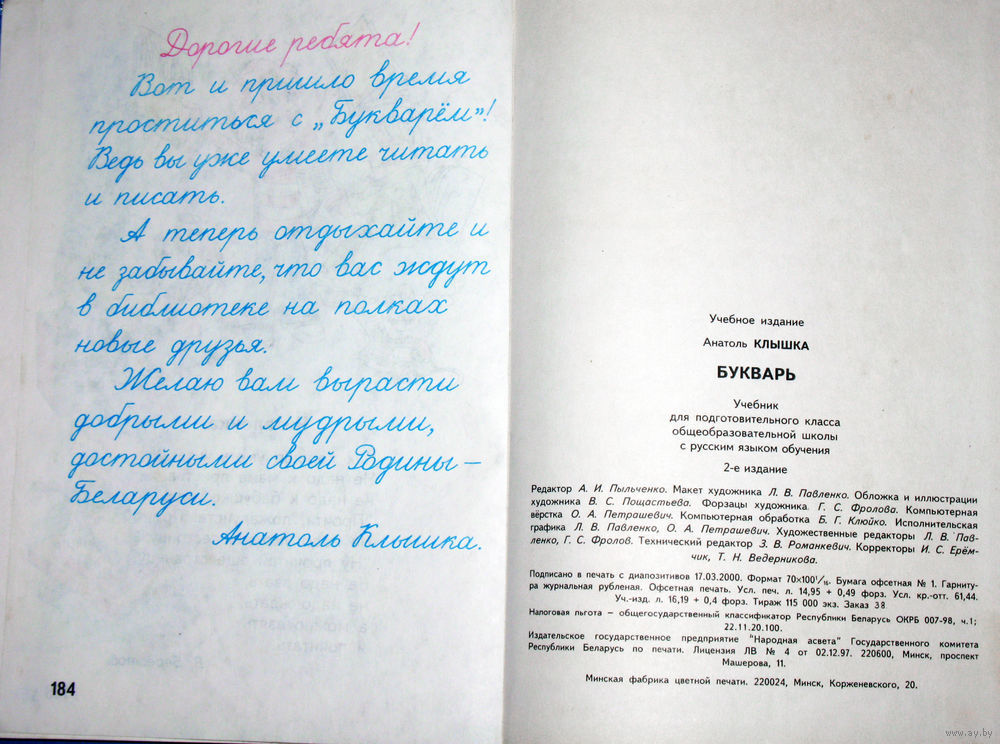 Дорогие ребята!
Вот и пришло время
проститься с „Букварём"!
Ведь вы уже умеете читать
и писать.
А теперь отдыхайте и
не забывайте, что вас ждут
в библиотеке на полках
новые друзья.
Желаю вам вырасти
добрыми и мудрыми,
достойными своей Родины –
Беларуси.
Анатоль Клышка.
184
Учебное издание
Анатоль КЛЫШКА
БУКВАРЬ
Учебник
для подготовительного класса
общеобразовательной школы
с русским языком обучения
2-е издание
Редактор А. И. Пыльченко. Макет художника Л. В. Павленко. Обложка и иллюстрации
художника В. С. Пощастьева. Форзацы художника Г. С. Фролова. Компьютерная
вёрстка О. А. Петрашевич. Компьютерная обработка Б. Г. Клюйко. Исполнительская
графика Л. В. Павленко, О. А. Петрашевич. Художественные редакторы Л. В. Пав-
ленко, Г. С. Фролов. Технический редактор З. В. Романкевич. Корректоры И. С. Ерём-
чик, Т. Н. Ведерникова.
Подписано в печать с диапозитивов 17.03.2000. Формат 70×100¹/₁₆. Бумага офсетная № 1. Гарниту-
ра журнальная рубленая. Офсетная печать. Усл. печ. л. 14,95 + 0,49 форз. Усл. кр.-отт. 61,44.
Уч.-изд. л. 16,19 + 0,4 форз. Тираж 115 000 экз. Заказ 38
Налоговая льгота – общегосударственный классификатор Республики Беларусь ОКРБ 007-98, ч.1;
22.11.20.100.
Издательское государственное предприятие "Народная асвета" Государственного комитета
Республики Беларусь по печати. Лицензия ЛВ № 4 от 02.12.97. 220600, Минск, проспект
Машерова, 11.
Минская фабрика цветной печати. 220024, Минск, Корженевского, 20.
www.ay.by